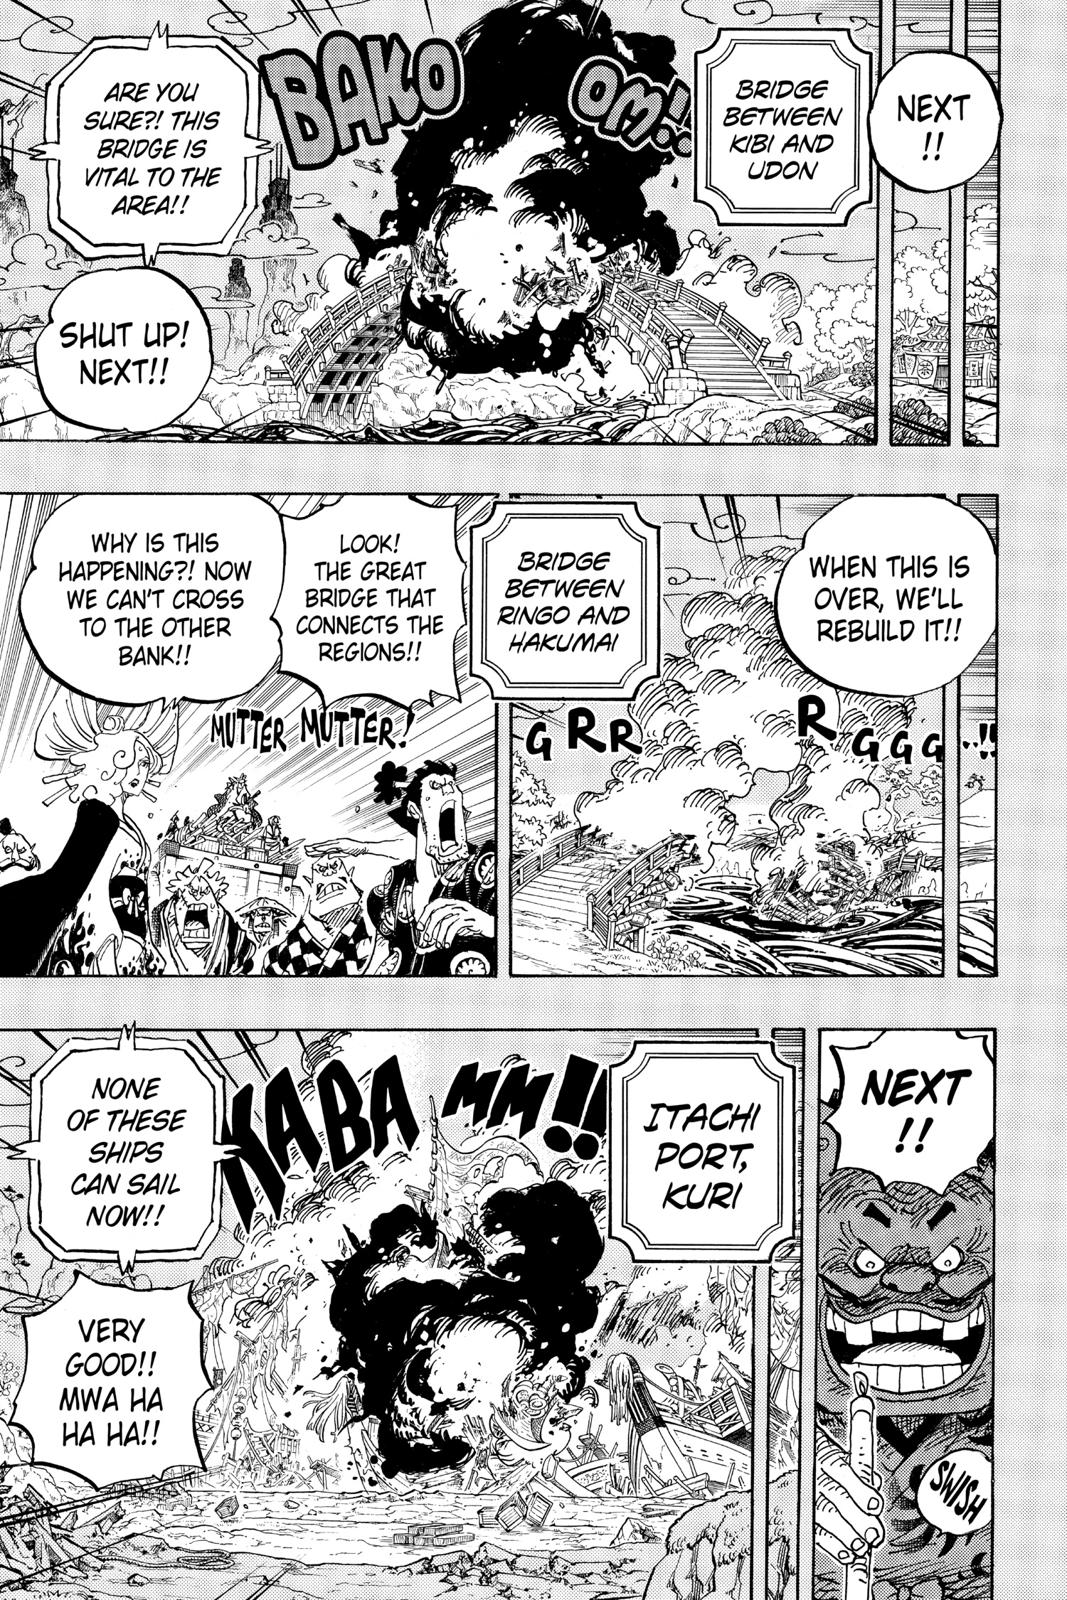 NEXT
!!
BRIDGE
BETWEEN
KIBI AND
UDON
BAKO
OM!!
ARE YOU
SURE?! THIS
BRIDGE IS
VITAL TO THE
AREA!!
SHUT UP!
NEXT!!
WHEN THIS IS
OVER, WE'LL
REBUILD IT!!
BRIDGE
BETWEEN
RINGO AND
HAKUMAI
GRR
RGGG...!!
LOOK!
THE GREAT
BRIDGE THAT
CONNECTS THE
REGIONS!!
WHY IS THIS
HAPPENING?! NOW
WE CAN'T CROSS
TO THE OTHER
BANK!!
MUTTER MUTTER!
NEXT
!!
SWISH
ITACHI
PORT,
KURI
KABA
MM!!
NONE
OF THESE
SHIPS
CAN SAIL
NOW!!
VERY
GOOD!!
MWA HA
HA HA!!